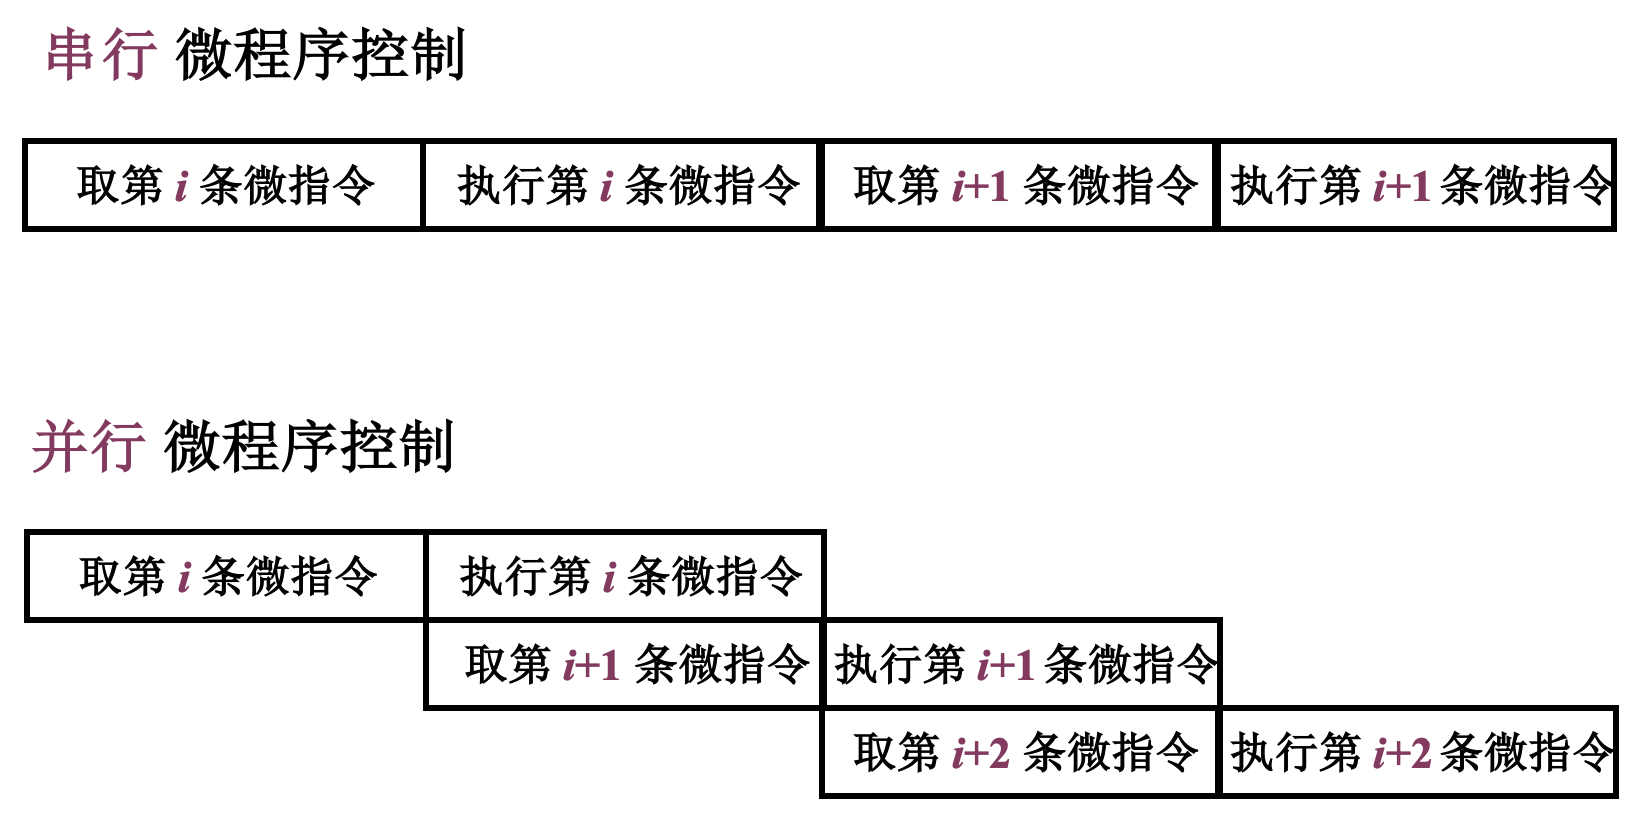 串行 微程序控制
取第 i 条微指令 执行第 i 条微指令 取第 i+1 条微指令 执行第 i+1 条微指令
并行 微程序控制
取第 i 条微指令 执行第 i 条微指令
取第 i+1 条微指令 执行第 i+1 条微指令
取第 i+2 条微指令 执行第 i+2 条微指令